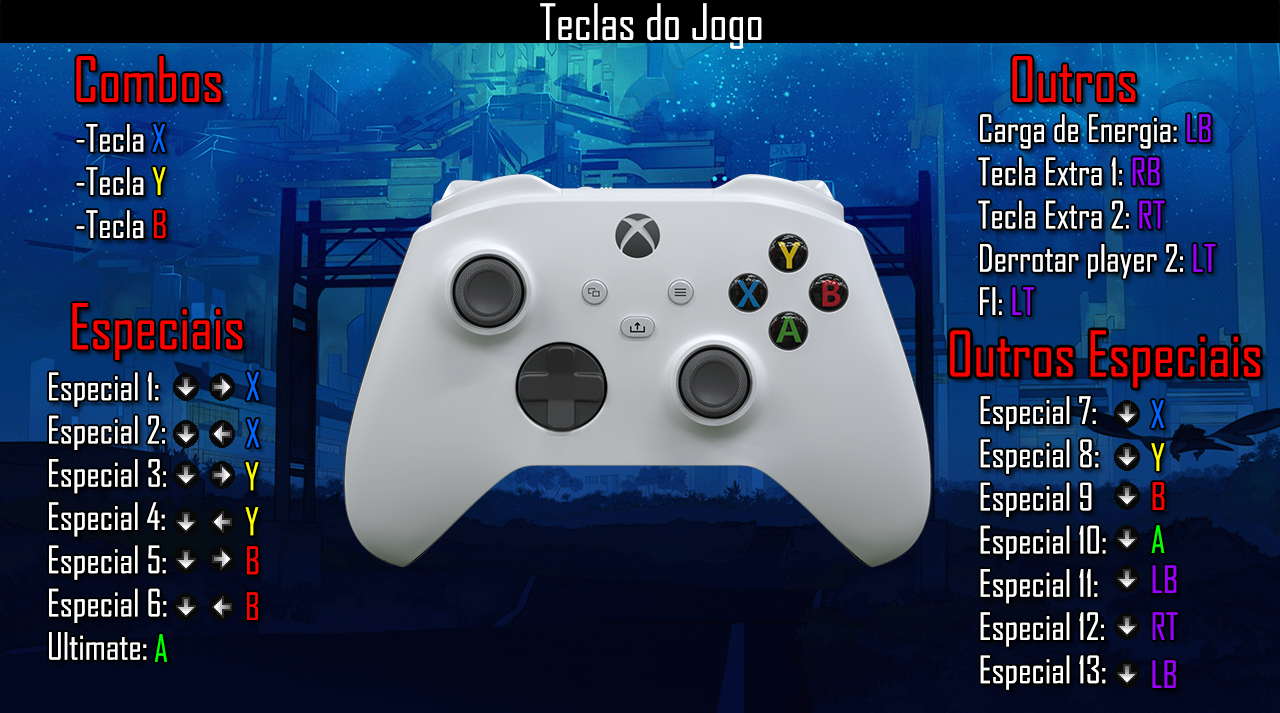 Teclas do Jogo
Combos
-Tecla X
-Tecla Y
-Tecla B
Especiais
Especial 1: ↓ → X
Especial 2: ↓ ← X
Especial 3: ↓ → Y
Especial 4: ↓ ← Y
Especial 5: ↓ → B
Especial 6: ↓ ← B
Ultimate: A
Y
X
B
A
Outros
Carga de Energia: LB
Tecla Extra 1: RB
Tecla Extra 2: RT
Derrotar player 2: LT
F1: LT
Outros Especiais
Especial 7: ↓ X
Especial 8: ↓ Y
Especial 9 ↓ B
Especial 10: ↓ A
Especial 11: ↓ LB
Especial 12: ↓ RT
Especial 13: ↓ LB